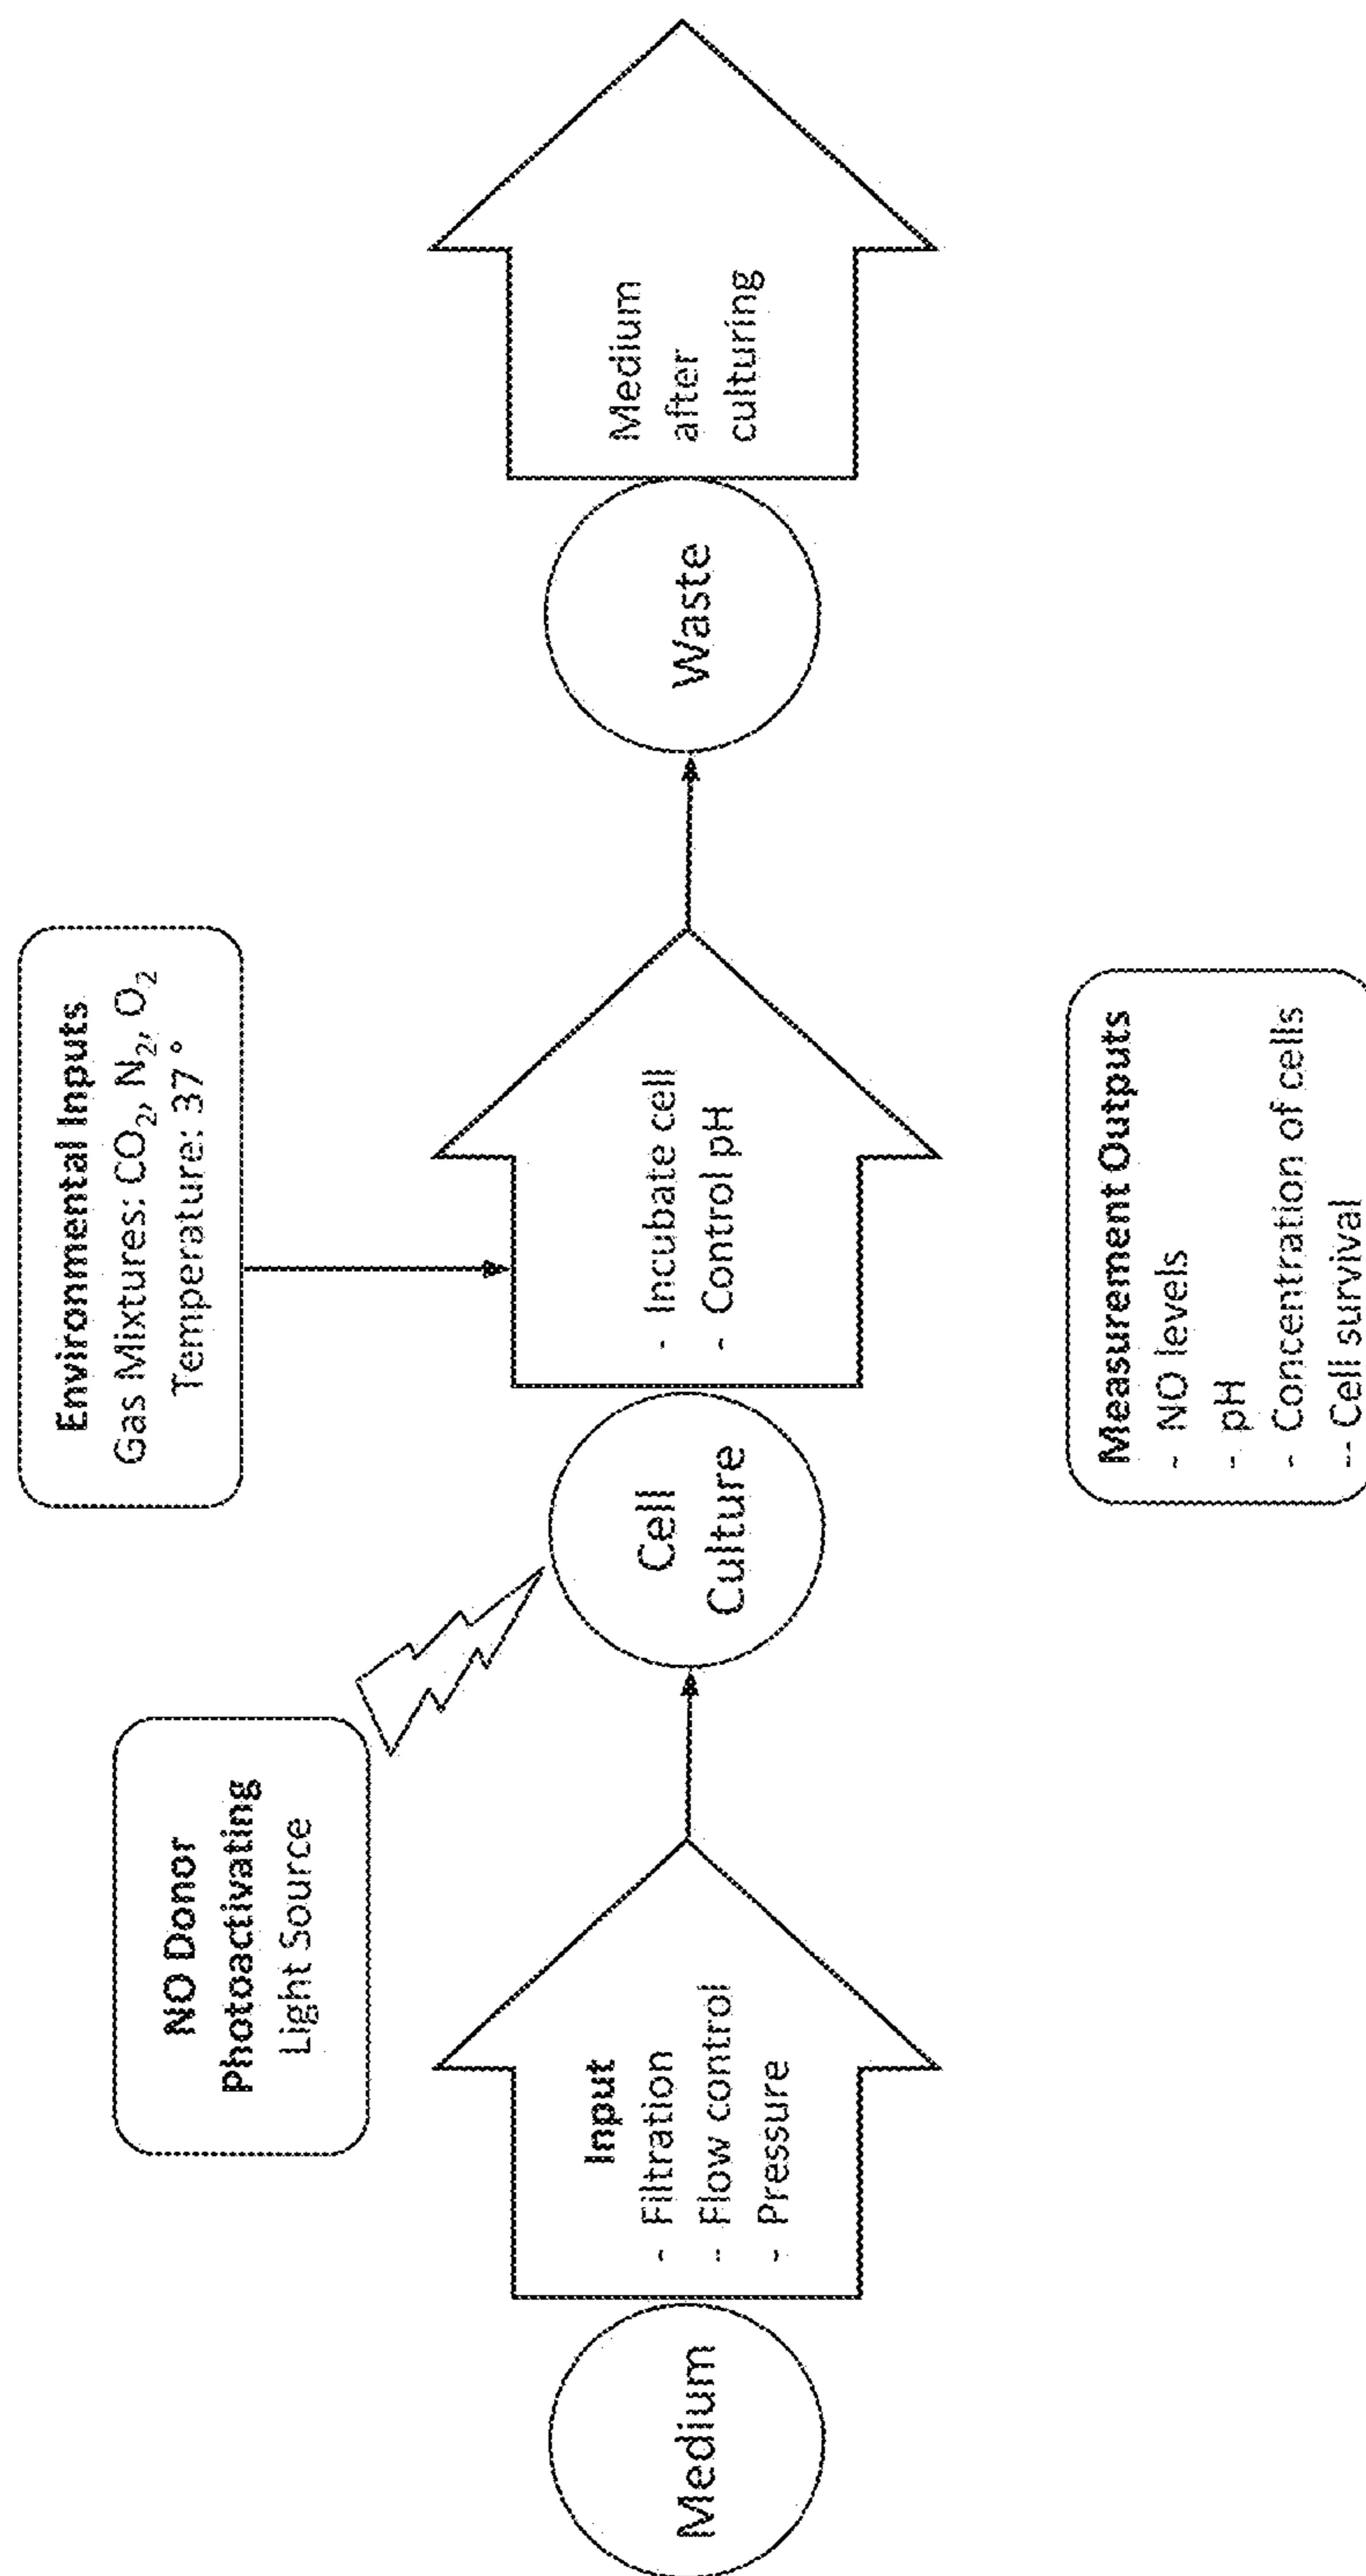 Medium
Input
- Filtration
- Flow control
- Pressure
NO Donor
Photoactivating
Light Source
Cell
Culture
Environmental Inputs
Gas Mixtures: CO₂, N₂, O₂
Temperature: 37 °
- Incubate cell
- Control pH
Measurement Outputs
- NO levels
- pH
- Concentration of cells
- Cell survival
Waste
Medium
after
culturing